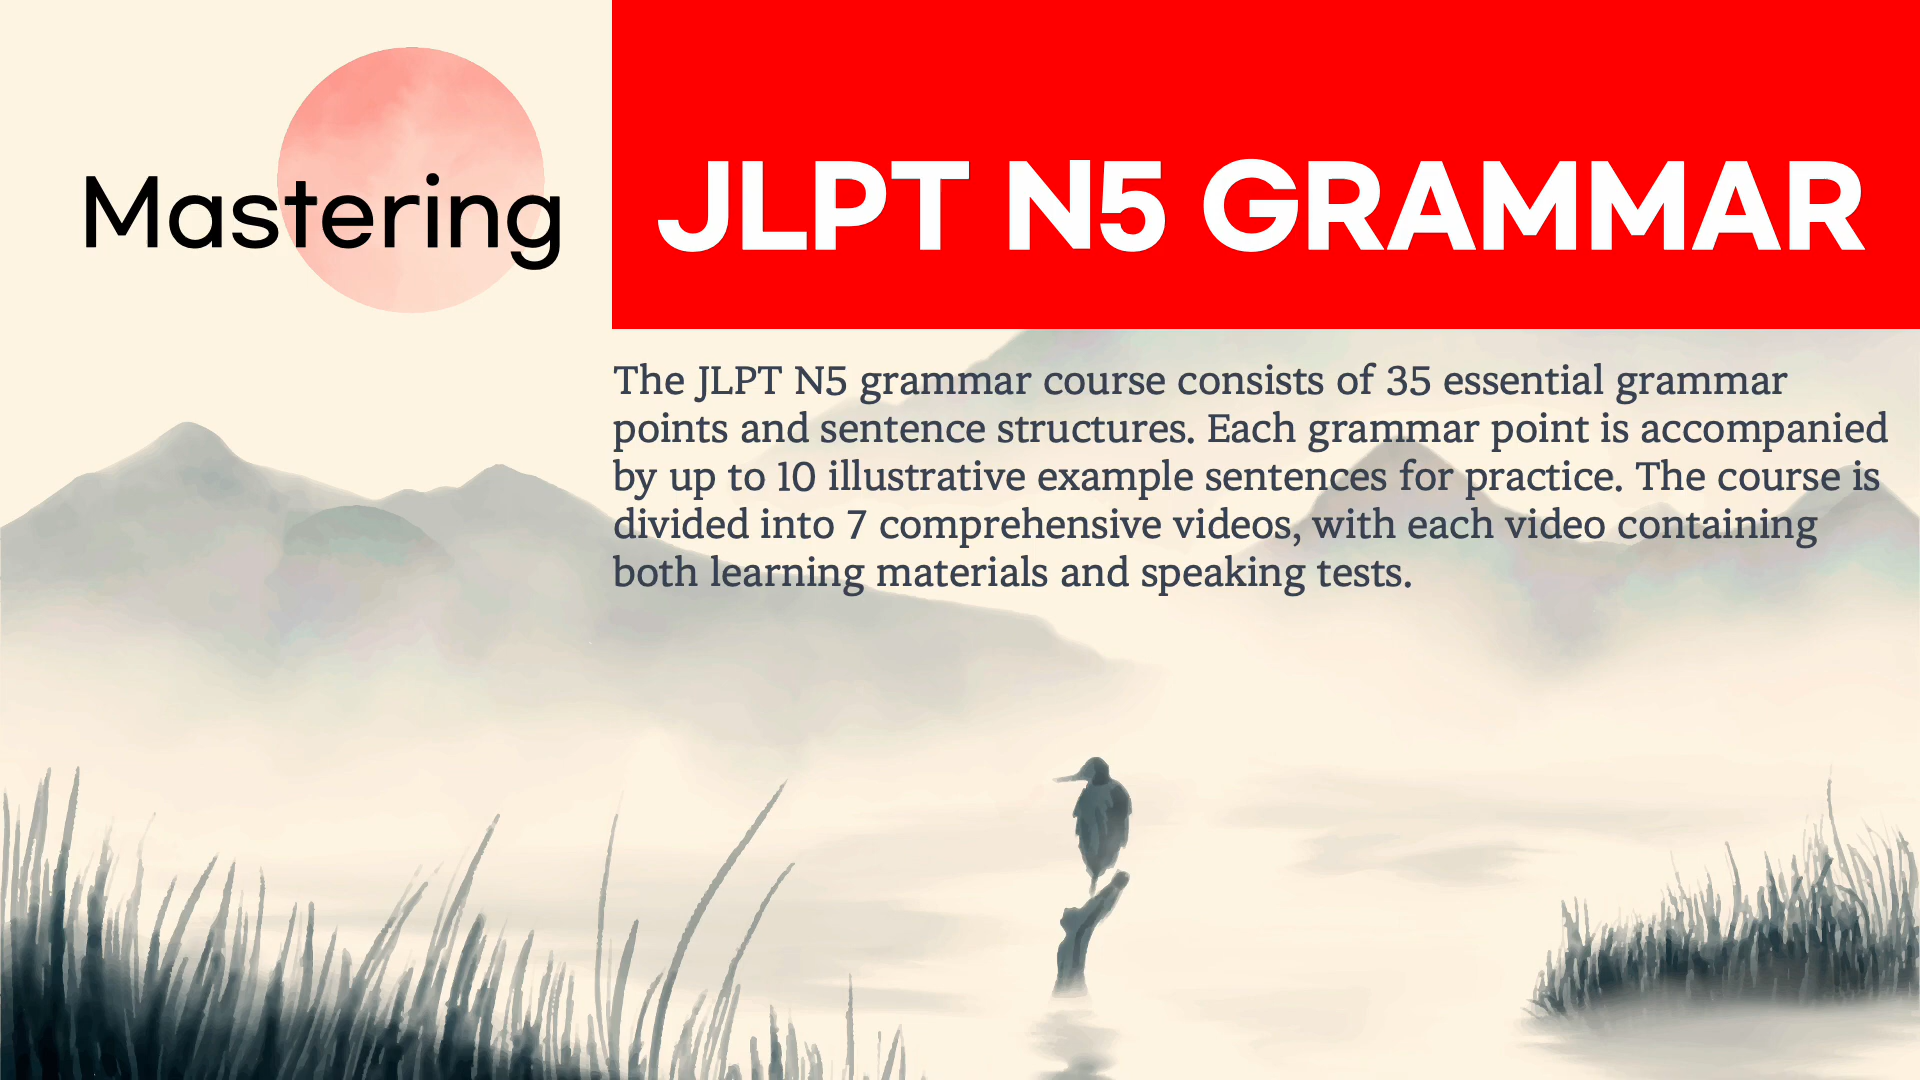 Mastering
JLPT N5 GRAMMAR
The JLPT N5 grammar course consists of 35 essential grammar
points and sentence structures. Each grammar point is accompanied
by up to 10 illustrative example sentences for practice. The course is
divided into 7 comprehensive videos, with each video containing
both learning materials and speaking tests.